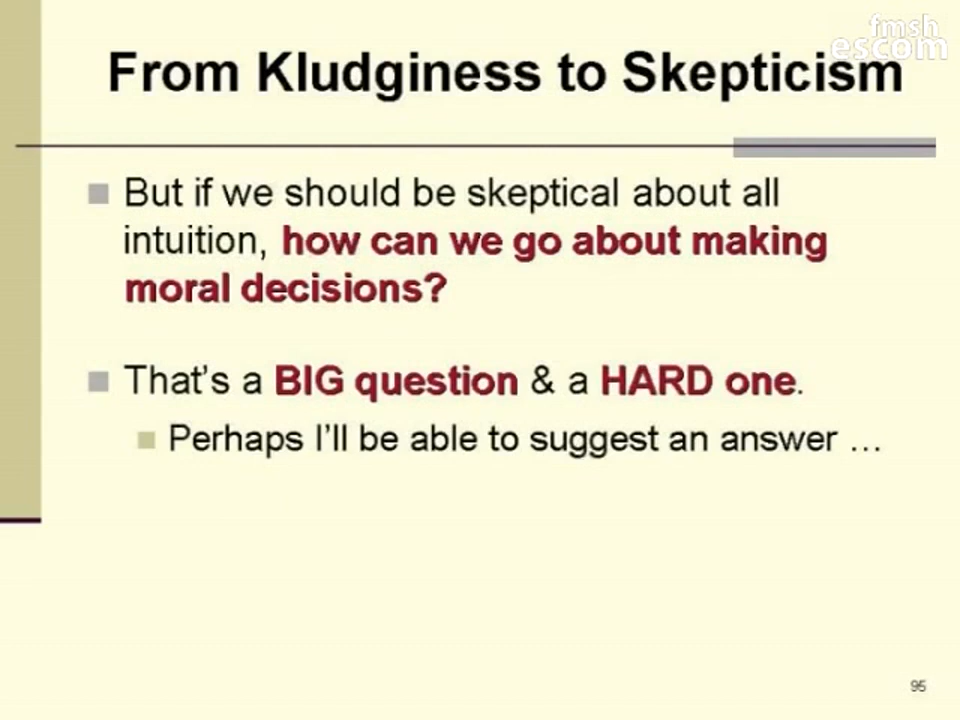 fmsh
escom
From Kludginess to Skepticism
But if we should be skeptical about all
intuition, how can we go about making
moral decisions?
That's a BIG question & a HARD one.
Perhaps I'll be able to suggest an answer …
95